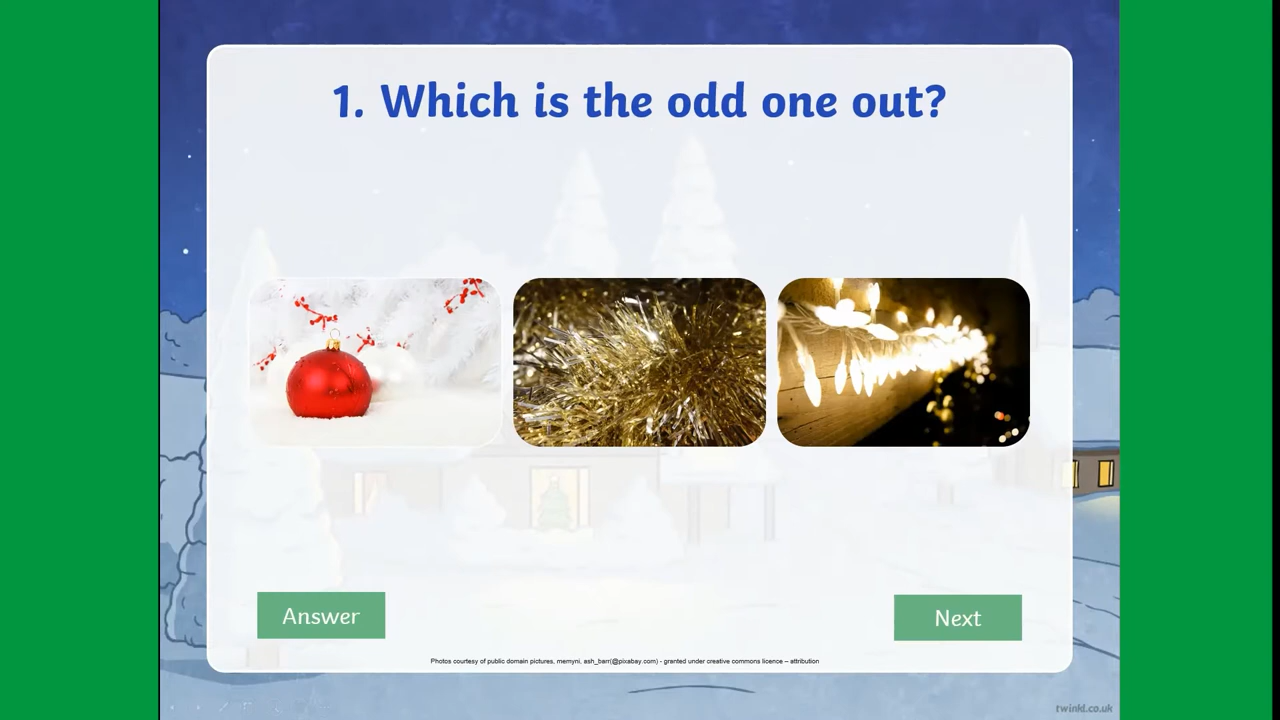 1. Which is the odd one out?
Answer
Next
Photos courtesy of public domain pictures, memyni, ash_barr(@pixabay.com) - granted under creative commons licence – attribution
twinkl.co.uk